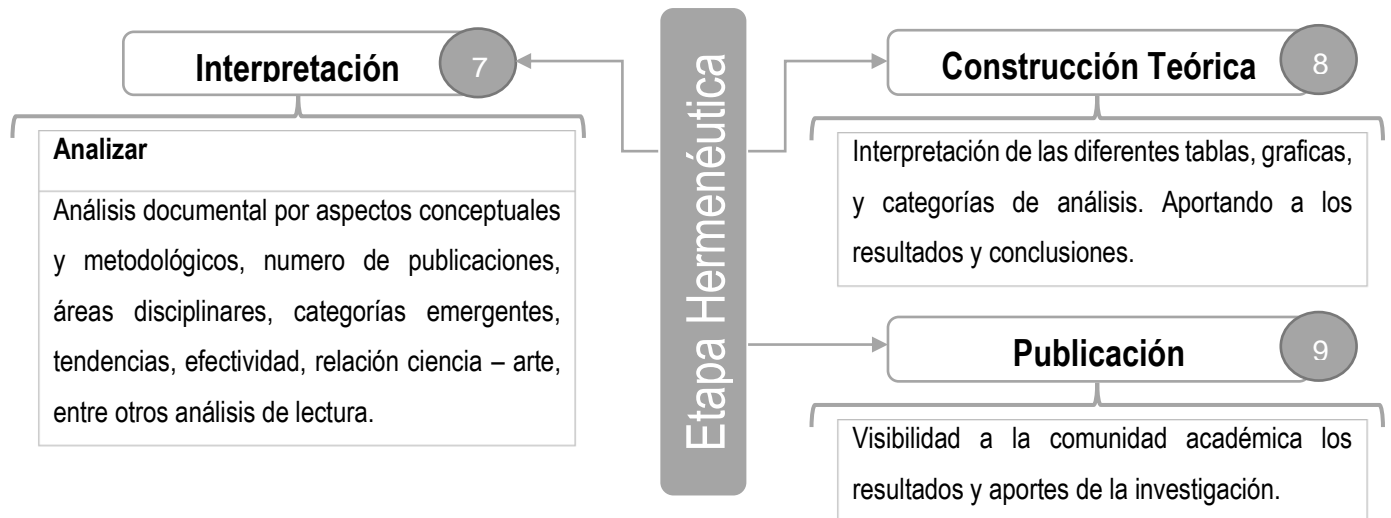 Interpretación
7
Analizar
Análisis documental por aspectos conceptuales
y metodológicos, numero de publicaciones,
áreas disciplinares, categorías emergentes,
tendencias, efectividad, relación ciencia – arte,
entre otros análisis de lectura.
Etapa Hermenéutica
Construcción Teórica
8
Interpretación de las diferentes tablas, graficas,
y categorías de análisis. Aportando a los
resultados y conclusiones.
Publicación
9
Visibilidad a la comunidad académica los
resultados y aportes de la investigación.